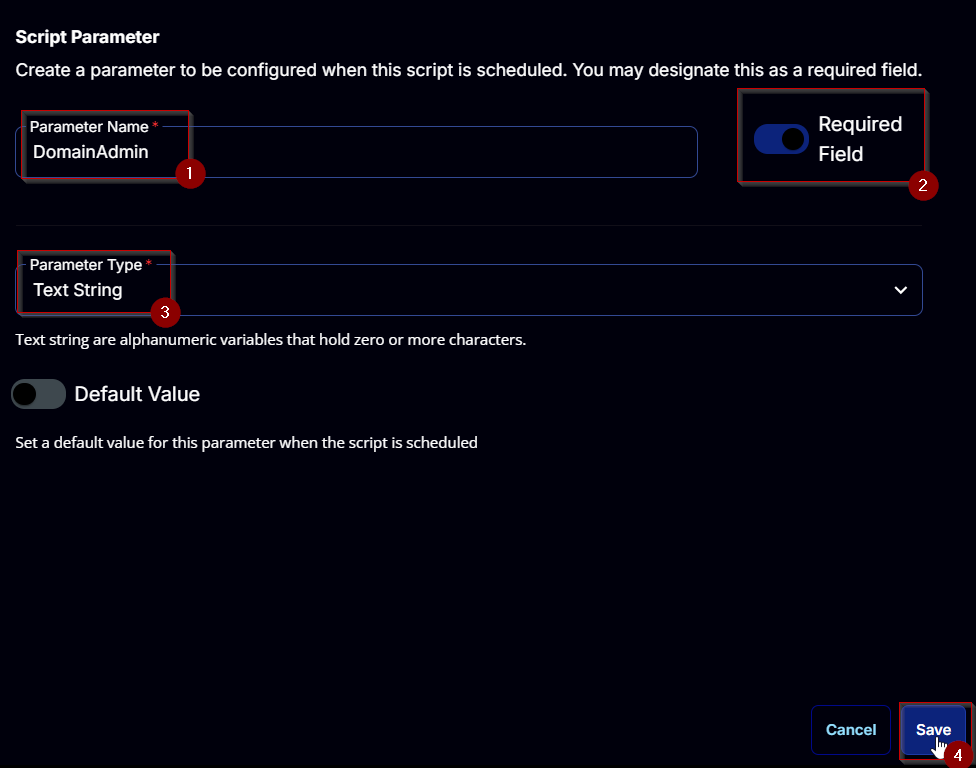 Script Parameter
Create a parameter to be configured when this script is scheduled. You may designate this as a required field.
Parameter Name *
DomainAdmin
1
Required
Field
2
Parameter Type *
Text String
3
Text string are alphanumeric variables that hold zero or more characters.
Default Value
Set a default value for this parameter when the script is scheduled
Cancel
Save
4